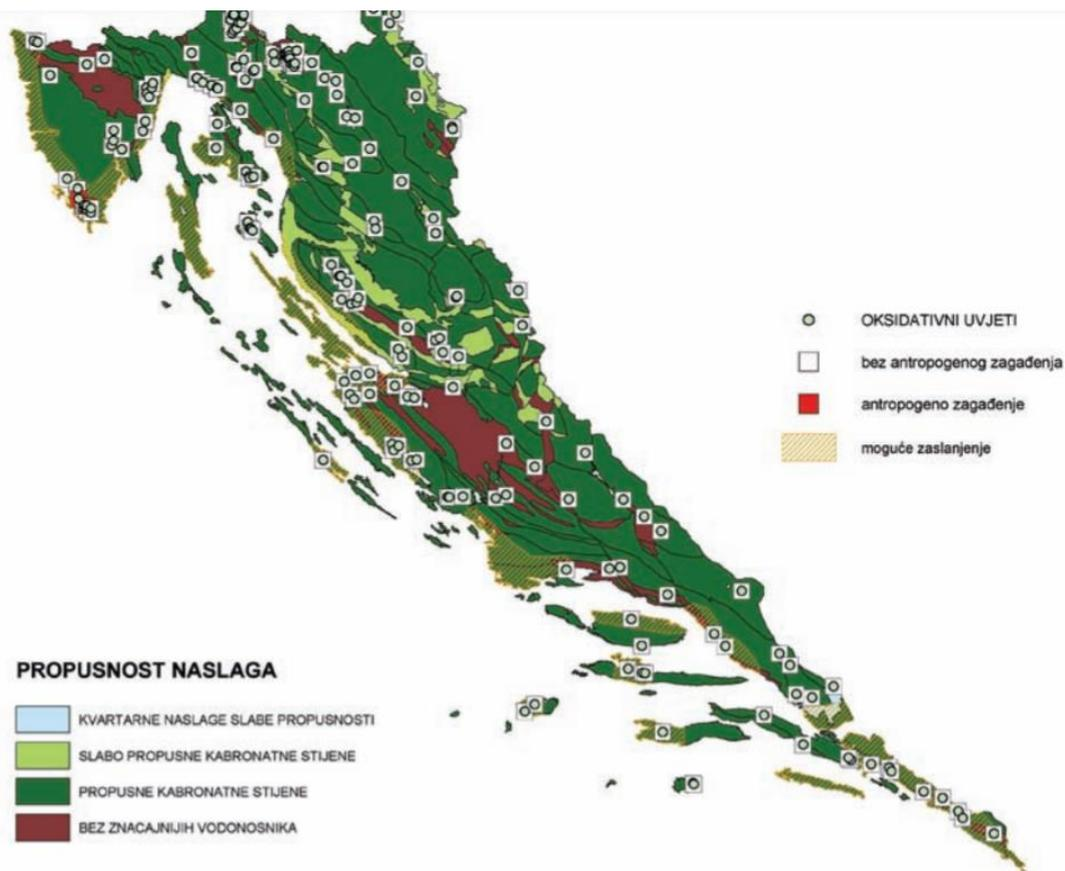 OKSIDATIVNI UVJETI
bez antropogenog zagađenja
antropogeno zagađenje
moguće zaslanjenje
PROPUSNOST NASLAGA
KVARTARNE NASLAGE SLABE PROPUSNOSTI
SLABO PROPUSNE KABRONATNE STIJENE
PROPUSNE KABRONATNE STIJENE
BEZ ZNACAJNIJIH VODONOSNIKA